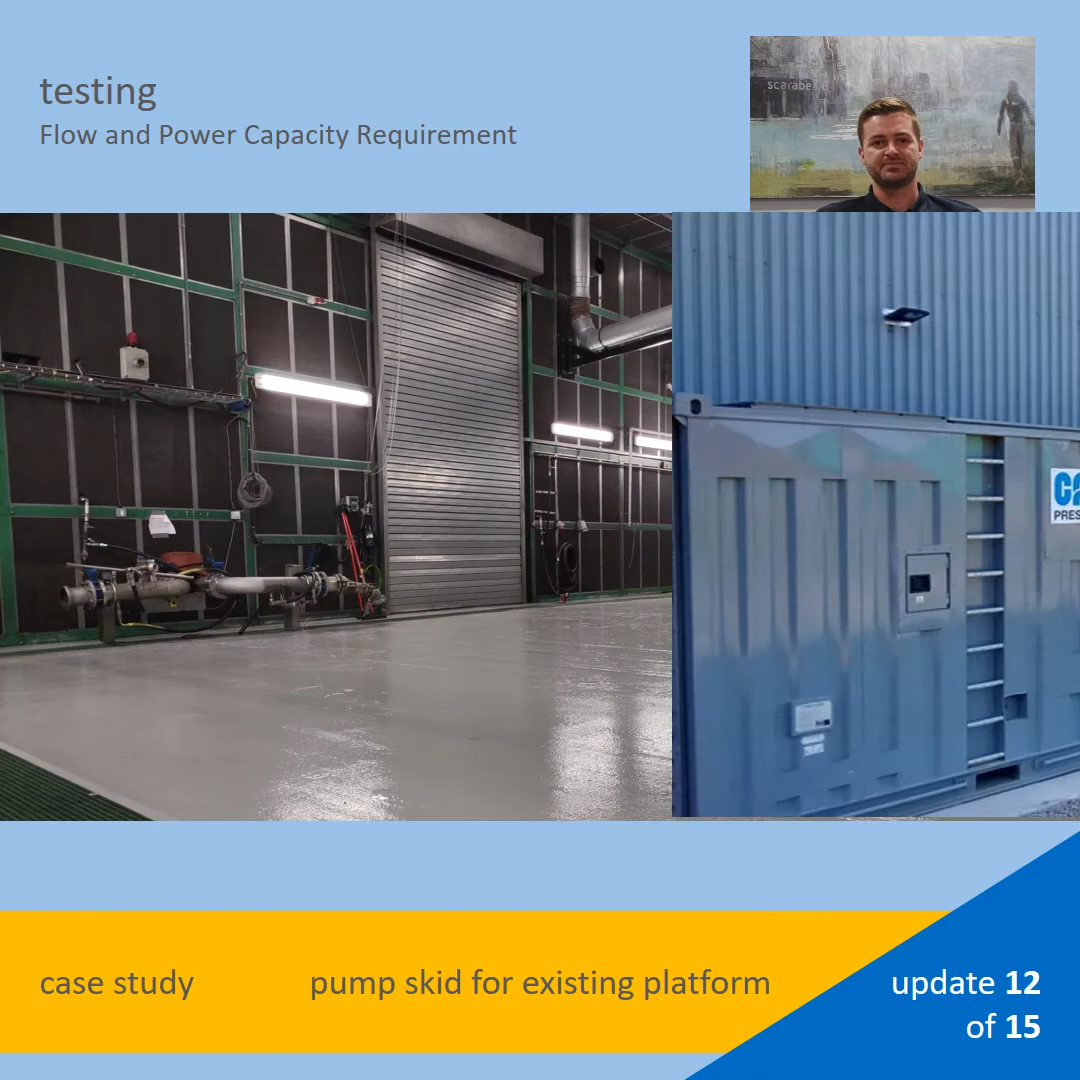 testing
Flow and Power Capacity Requirement
case study
pump skid for existing platform
update 12
of 15